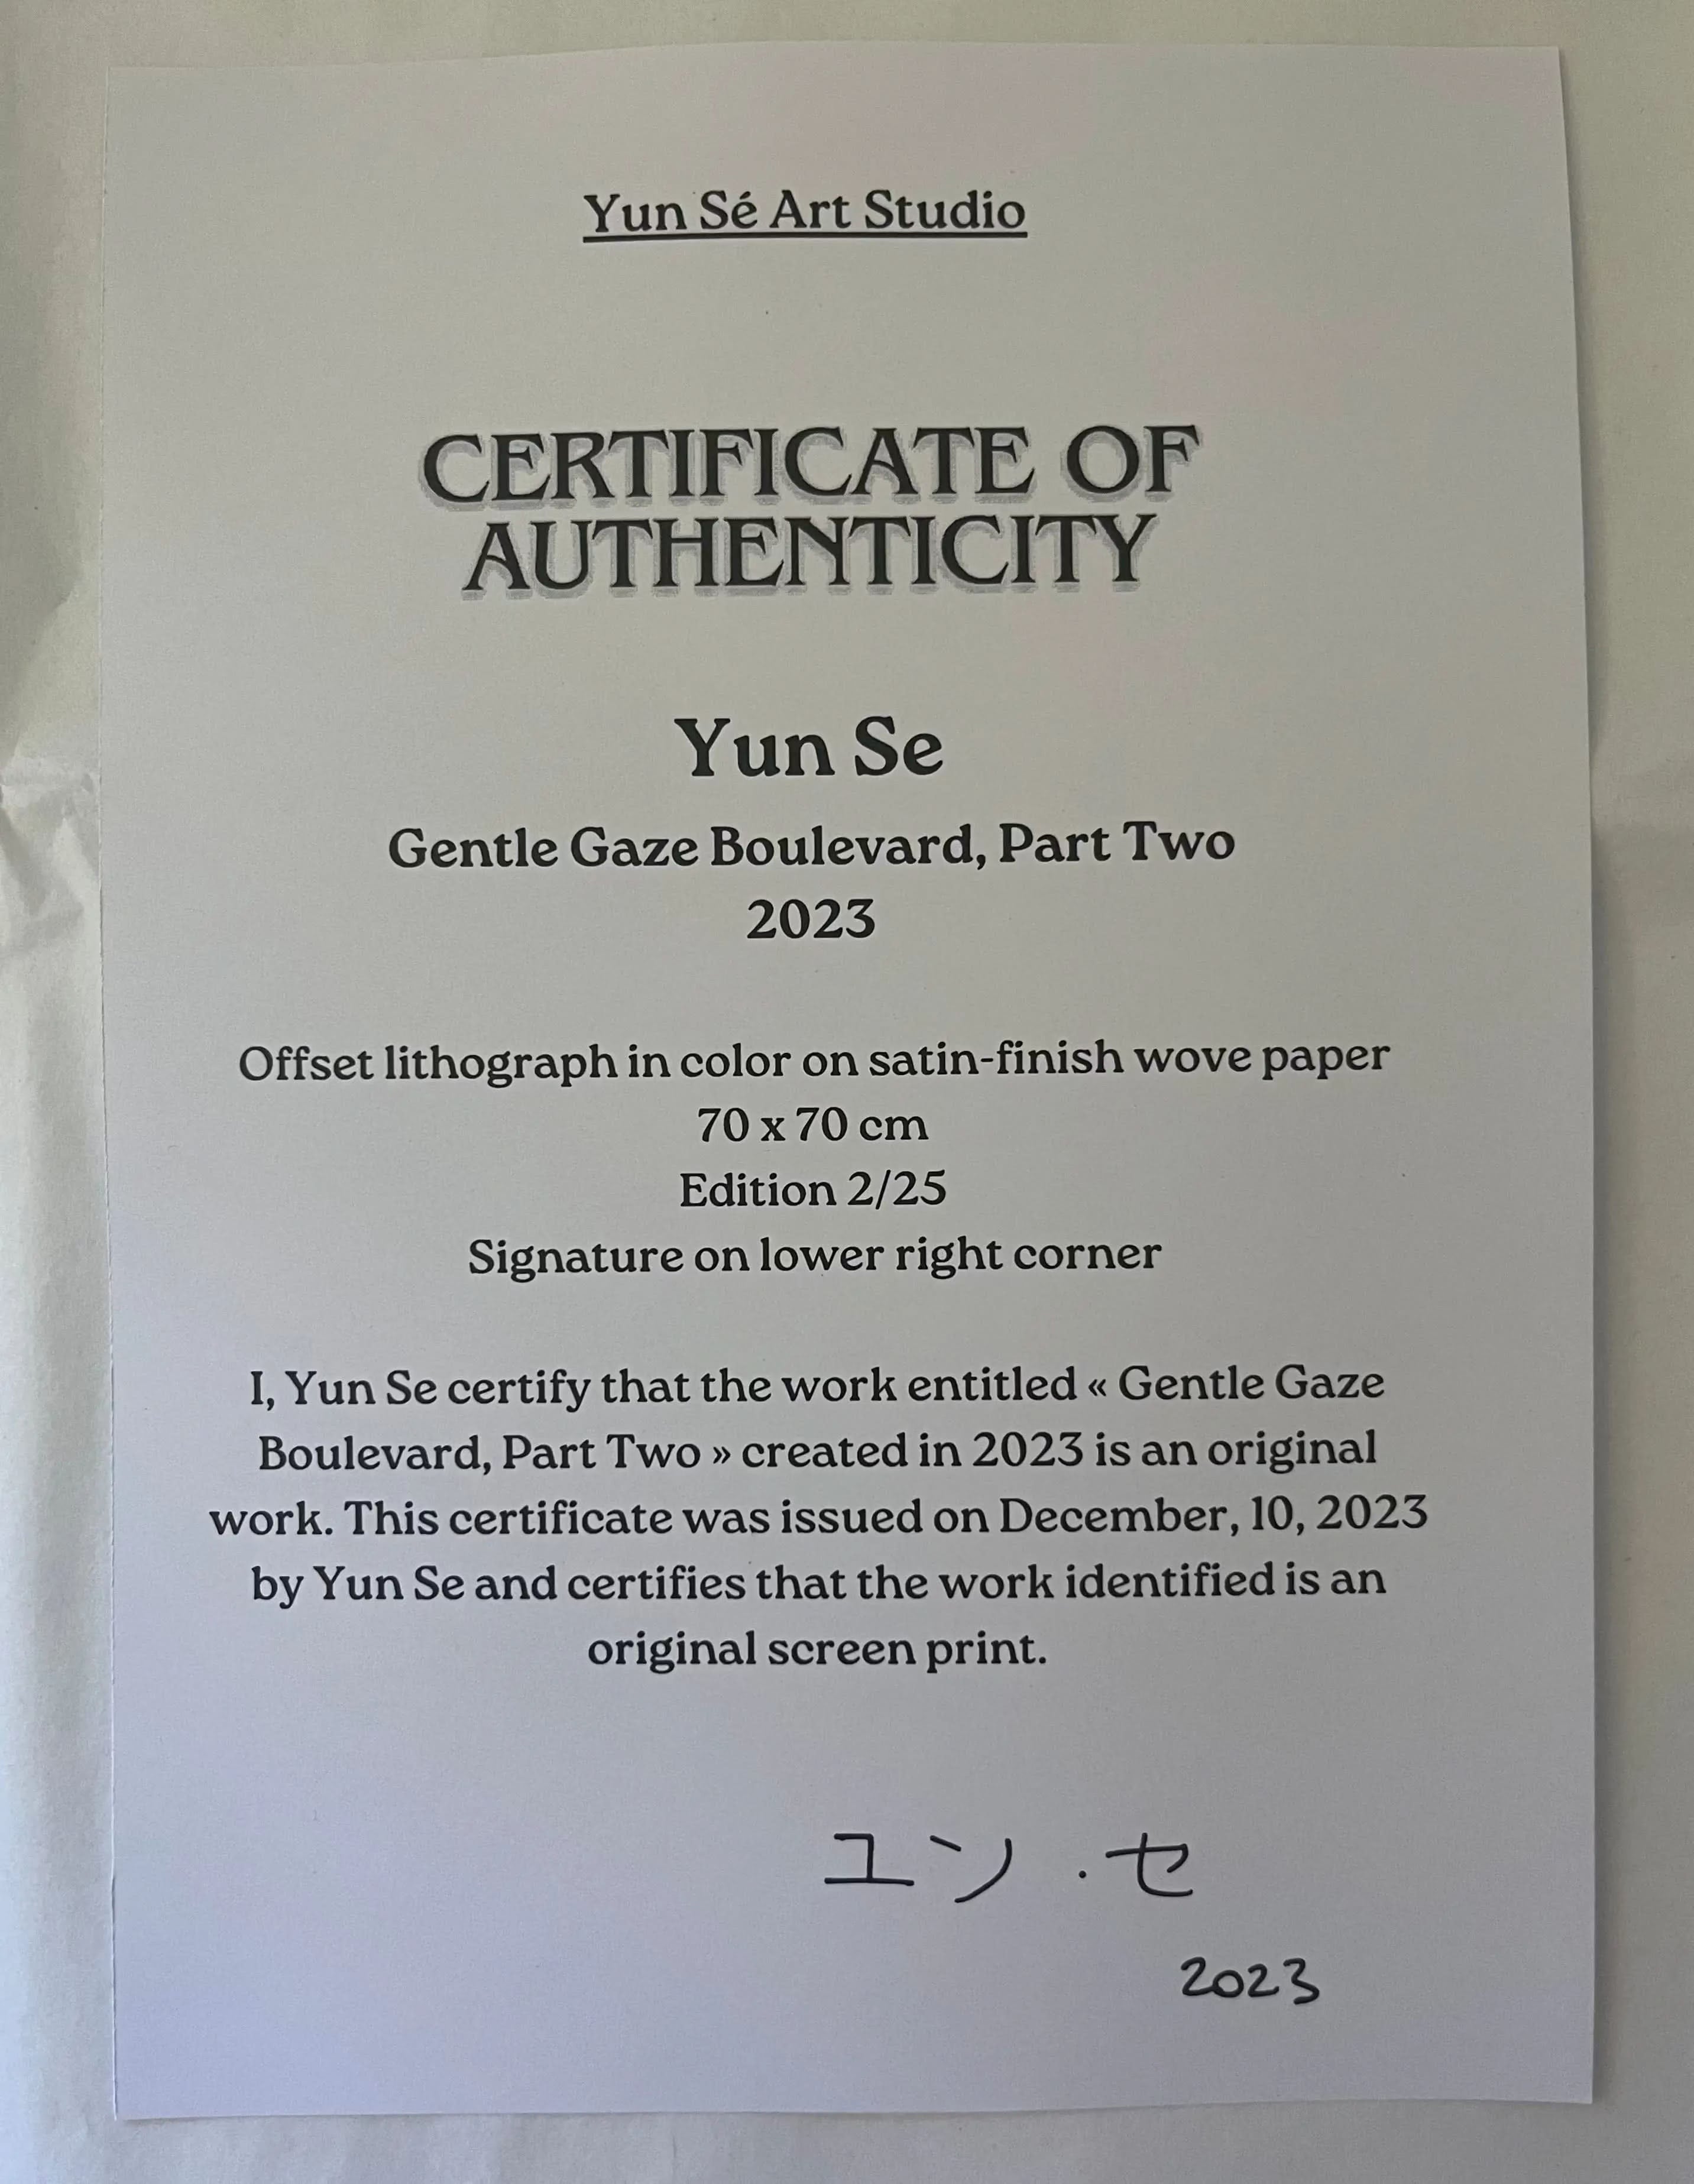 Yun Sé Art Studio
CERTIFICATE OF
AUTHENTICITY
Yun Se
Gentle Gaze Boulevard, Part Two
2023
Offset lithograph in color on satin-finish wove paper
70 x 70 cm
Edition 2/25
Signature on lower right corner
I, Yun Se certify that the work entitled « Gentle Gaze
Boulevard, Part Two » created in 2023 is an original
work. This certificate was issued on December, 10, 2023
by Yun Se and certifies that the work identified is an
original screen print.
ユン・セ
2023